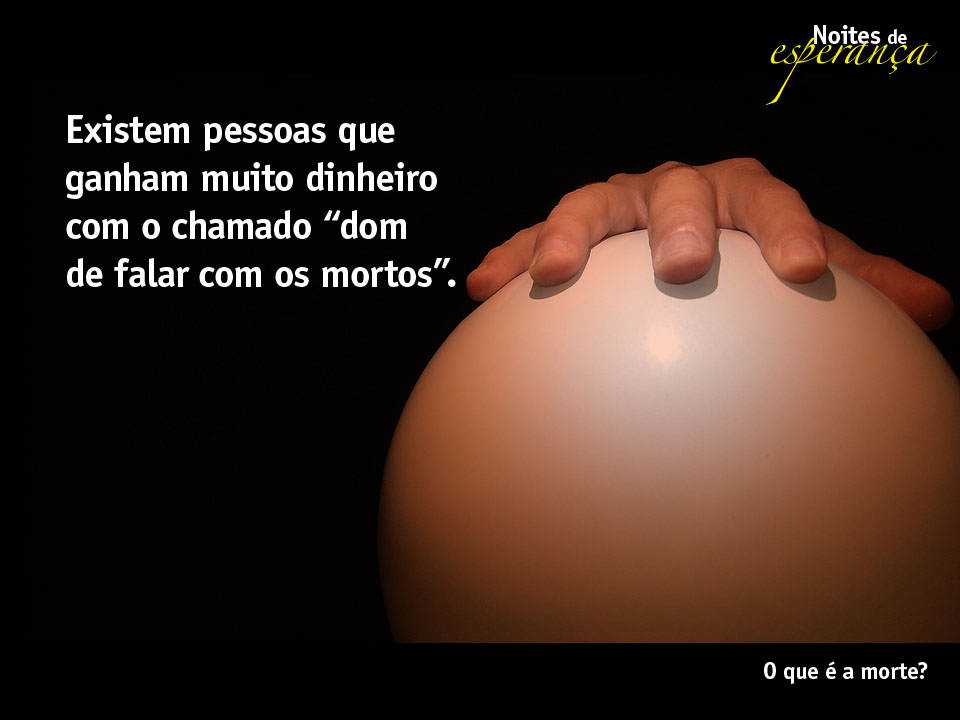 Noites de
esperança
Existem pessoas que
ganham muito dinheiro
com o chamado “dom
de falar com os mortos”.
O que é a morte?